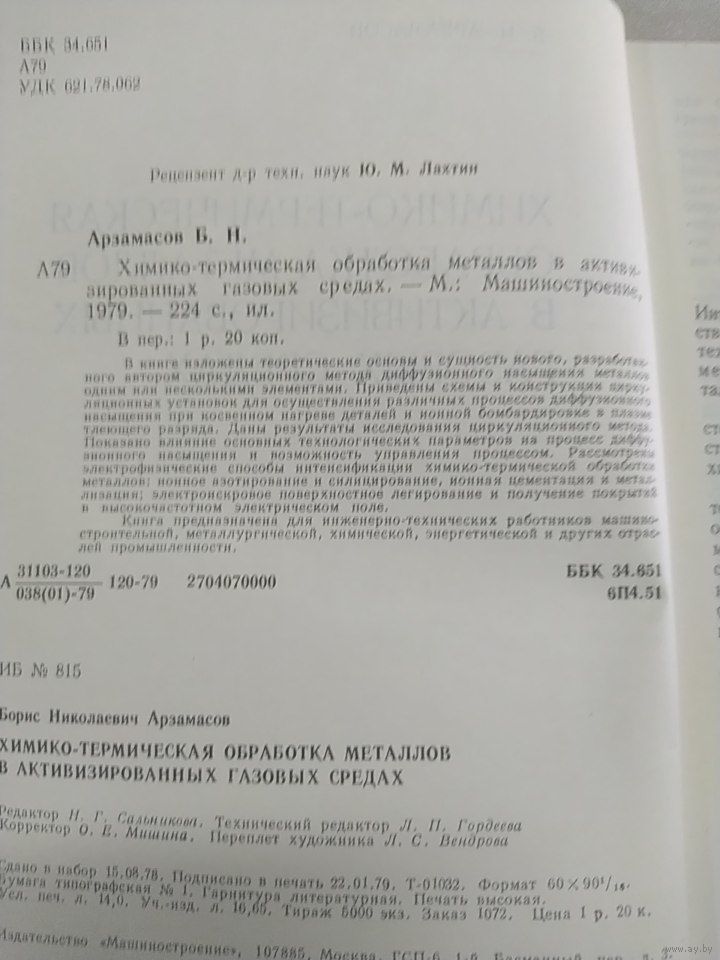 ББК 34.651
А79
УДК 621.78.062
Рецензент д-р техн. наук Ю. М. Лахтин
Арзамасов Б. Н.
А79 Химико-термическая обработка металлов в активи-
зированных газовых средах. — М.: Машиностроение,
1979. — 224 с., ил.
В пер.: 1 р. 20 коп.
В книге изложены теоретические основы и сущность нового, разработан-
ного автором циркуляционного метода диффузионного насыщения металлов
одним или несколькими элементами. Приведены схемы и конструкции цирку-
ляционных установок для осуществления различных процессов диффузионного
насыщения при косвенном нагреве деталей и ионной бомбардировке в плазме
тлеющего разряда. Даны результаты исследования циркуляционного метода.
Показано влияние основных технологических параметров на процесс диффу-
зионного насыщения и возможность управления процессом. Рассмотрены
электрофизические способы интенсификации химико-термической обработки
металлов: ионное азотирование и силицирование, ионная цементация и метал-
лизация; электроискровое поверхностное легирование и получение покрытий
в высокочастотном электрическом поле.
Книга предназначена для инженерно-технических работников машино-
строительной, металлургической, химической, энергетической и других отрас-
лей промышленности.
А 31103-120
038(01)-79 120-79 2704070000
ББК 34.651
6П4.51
ИБ № 815
Борис Николаевич Арзамасов
ХИМИКО-ТЕРМИЧЕСКАЯ ОБРАБОТКА МЕТАЛЛОВ
В АКТИВИЗИРОВАННЫХ ГАЗОВЫХ СРЕДАХ
Редактор Н. Г. Сальникова. Технический редактор Л. П. Гордеева
Корректор О. Е. Мишина. Переплет художника Л. С. Вендрова
Сдано в набор 15.08.78. Подписано в печать 22.01.79. Т-01032. Формат 60×90¹/₁₆.
Бумага типографская № 1. Гарнитура литературная. Печать высокая.
Усл. печ. л. 14,0. Уч.-изд. л. 16,65. Тираж 5000 экз. Заказ 1072. Цена 1 р. 20 к.
Издательство «Машиностроение», 107885, Москва, ГСП-6, 1-й Басманный пер., д. 3.
www.ay.by